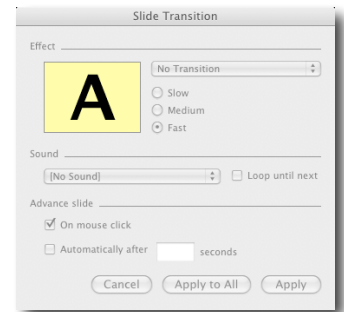 Slide Transition
Effect
A
No Transition
Slow
Medium
Fast
Sound
[No Sound]
Loop until next
Advance slide
On mouse click
Automatically after
seconds
Cancel
Apply to All
Apply